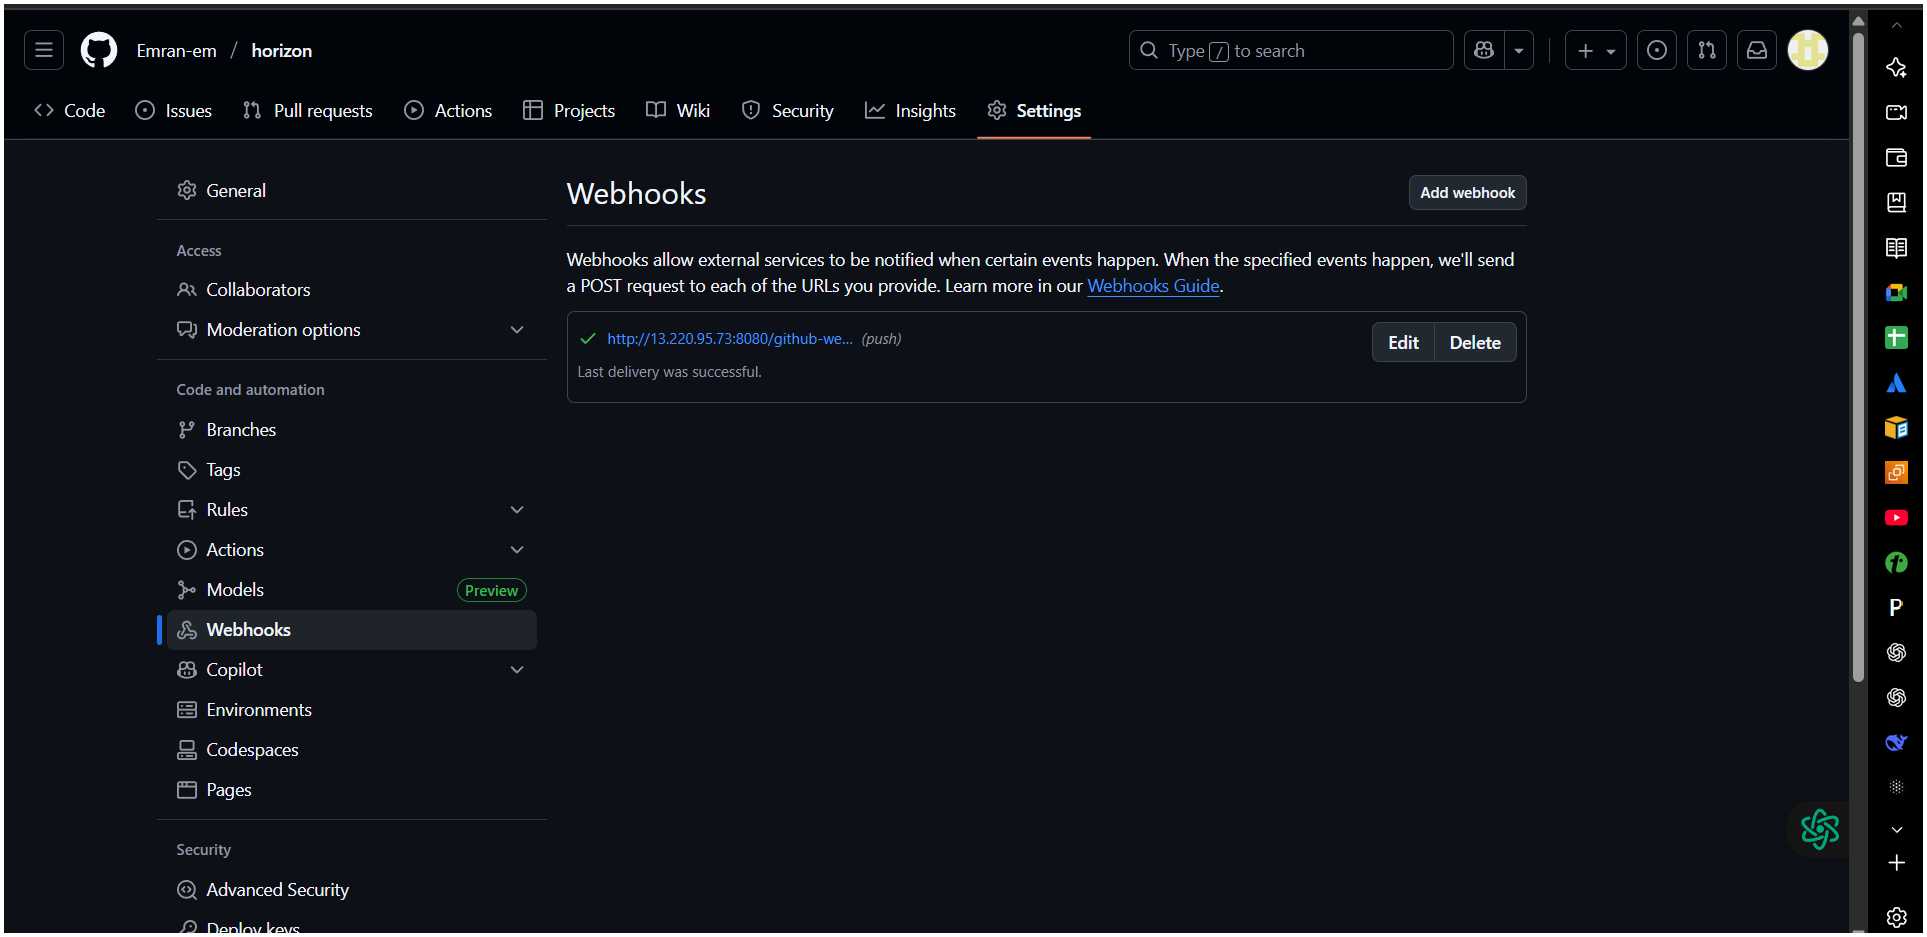 Emran-em / horizon
Type / to search
Code Issues Pull requests Actions Projects Wiki Security Insights Settings
General
Access
Collaborators
Moderation options
Code and automation
Branches
Tags
Rules
Actions
Models Preview
Webhooks
Copilot
Environments
Codespaces
Pages
Security
Advanced Security
Deploy keys
Webhooks
Add webhook
Webhooks allow external services to be notified when certain events happen. When the specified events happen, we'll send
a POST request to each of the URLs you provide. Learn more in our Webhooks Guide.
http://13.220.95.73:8080/github-we... (push)
Edit Delete
Last delivery was successful.
P